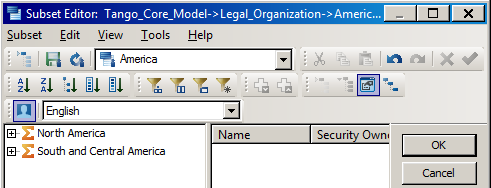 Subset Editor: Tango_Core_Model->Legal_Organization->Americ...
Subset Edit View Tools Help
America
English
Name Security Owne
North America
South and Central America
OK
Cancel